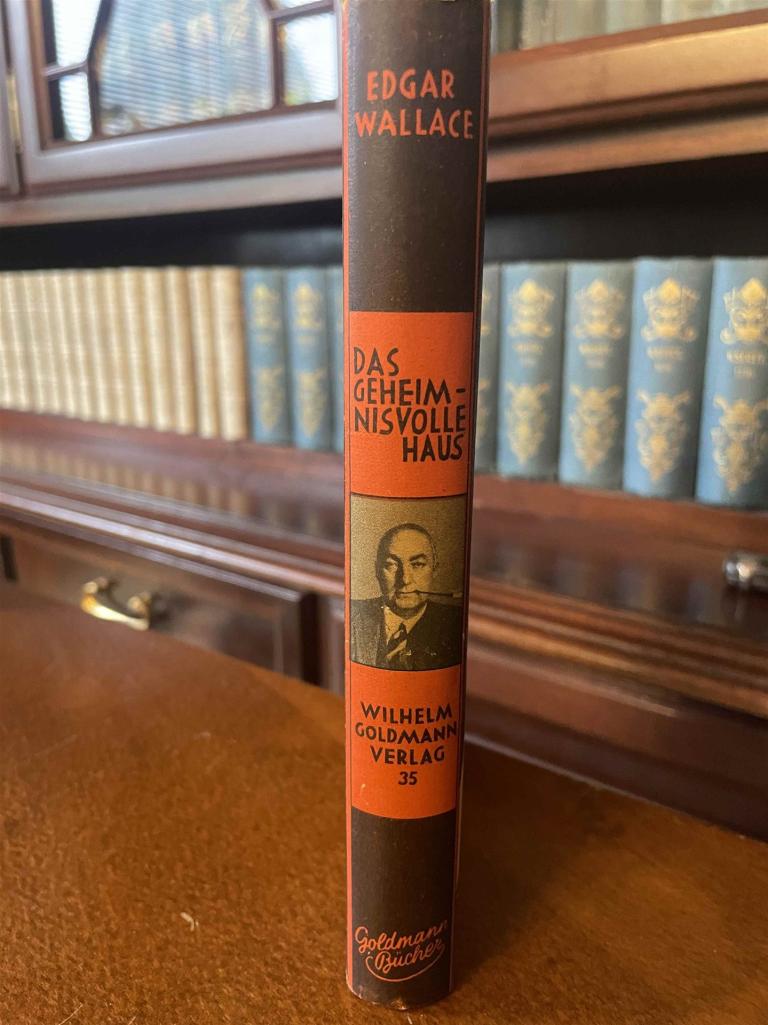 EDGAR
WALLACE
DAS
GEHEIM-
NISVOLLE
HAUS
WILHELM
GOLDMANN
VERLAG
35
Goldmann
Bücher